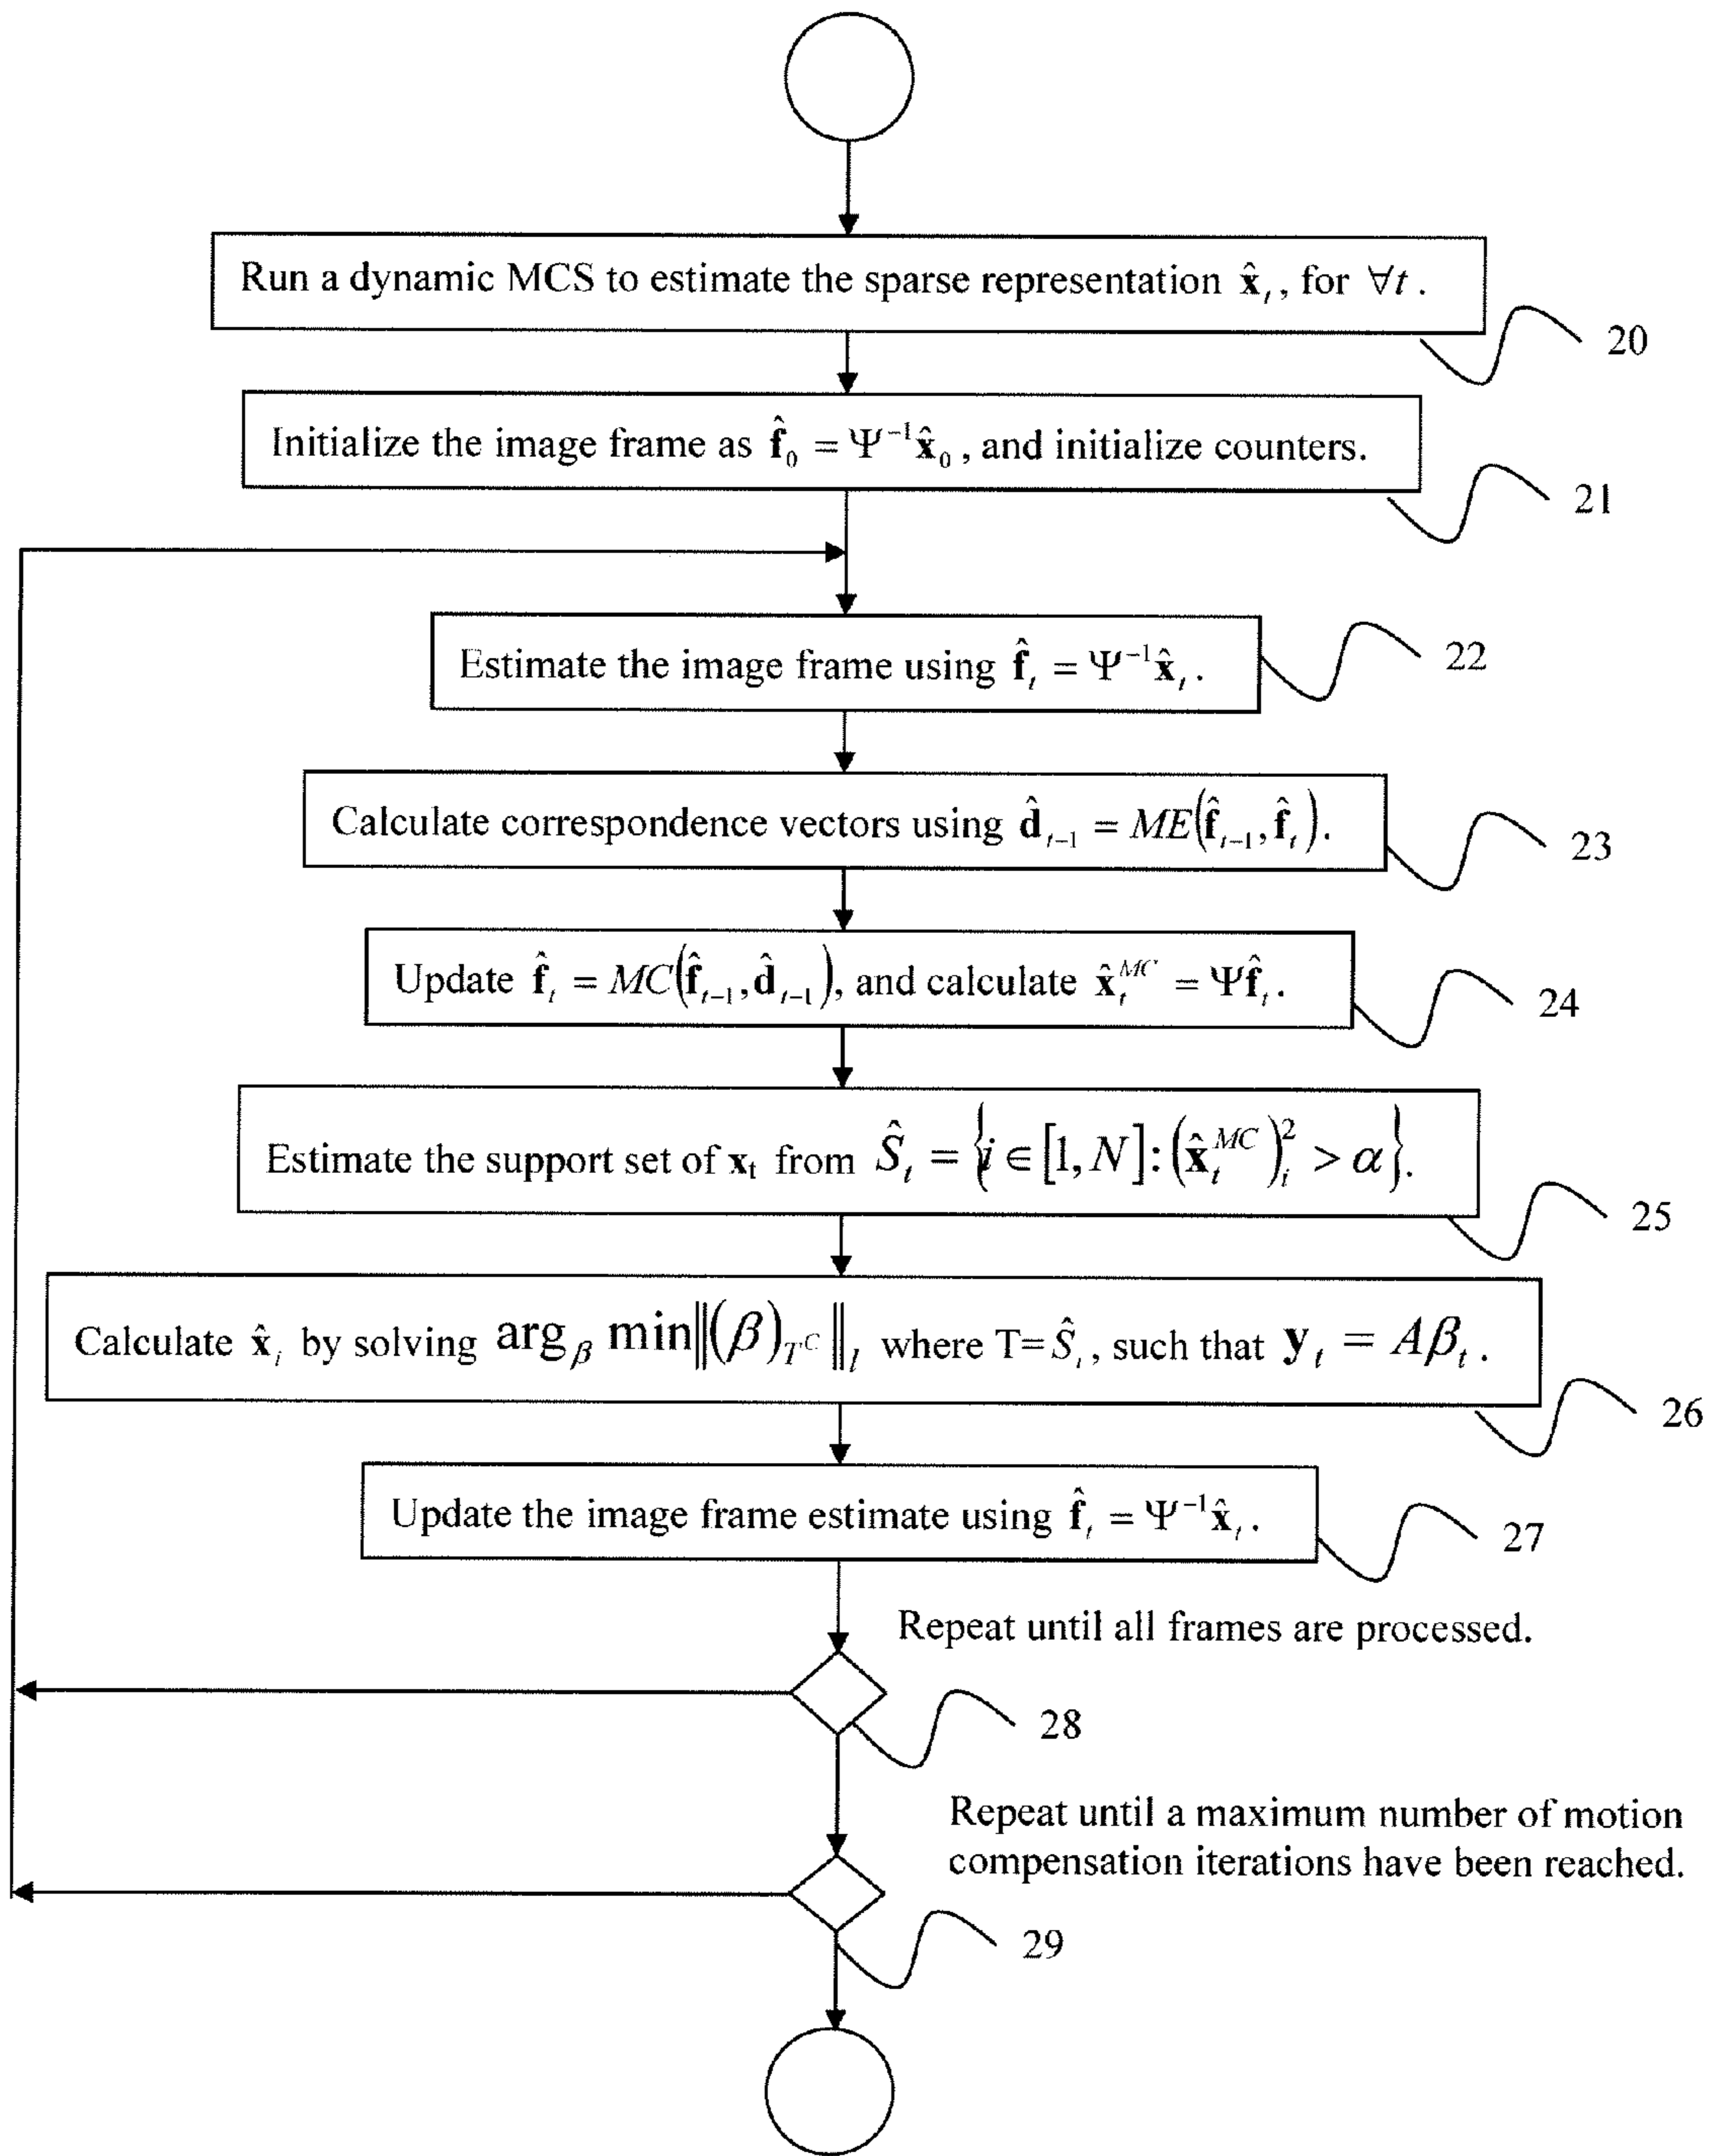 Run a dynamic MCS to estimate the sparse representation x̂_t, for ∀t.
20
Initialize the image frame as f̂_0 = Ψ^{-1}x̂_0, and initialize counters.
21
Estimate the image frame using f̂_t = Ψ^{-1}x̂_t.
22
Calculate correspondence vectors using d̂_{t-1} = ME(f̂_{t-1}, f̂_t).
23
Update f̂_t = MC(f̂_{t-1}, d̂_{t-1}), and calculate x̂_t^{MC} = Ψf̂_t.
24
Estimate the support set of x_t from Ŝ_t = {i ∈ [1, N]: (x̂_t^{MC})_i^2 > α}.
25
Calculate x̂_t by solving arg_β min‖(β)_{T^C}‖_l where T=Ŝ_t, such that y_t = Aβ_t.
26
Update the image frame estimate using f̂_t = Ψ^{-1}x̂_t.
27
Repeat until all frames are processed.
28
Repeat until a maximum number of motion
compensation iterations have been reached.
29